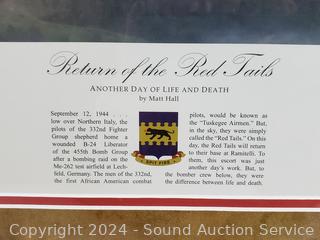 Return of the Red Tails
ANOTHER DAY OF LIFE AND DEATH
by Matt Hall
September 12, 1944 . . .
low over Northern Italy, the
pilots of the 332nd Fighter
Group shepherd home a
wounded B-24 Liberator
of the 455th Bomb Group
after a bombing raid on the
Me-262 test airfield at Lech-
feld, Germany. The men of the 332nd,
the first African American combat
pilots, would be known as
the "Tuskegee Airmen." But,
in the sky, they were simply
called the "Red Tails." On this
day, the Red Tails will return
to their base at Ramitelli. To
them, this escort was just
another day's work. But, to
the bomber crew below, they were
the difference between life and death.
SPIT FIRE
Copyright 2024 - Sound Auction Service